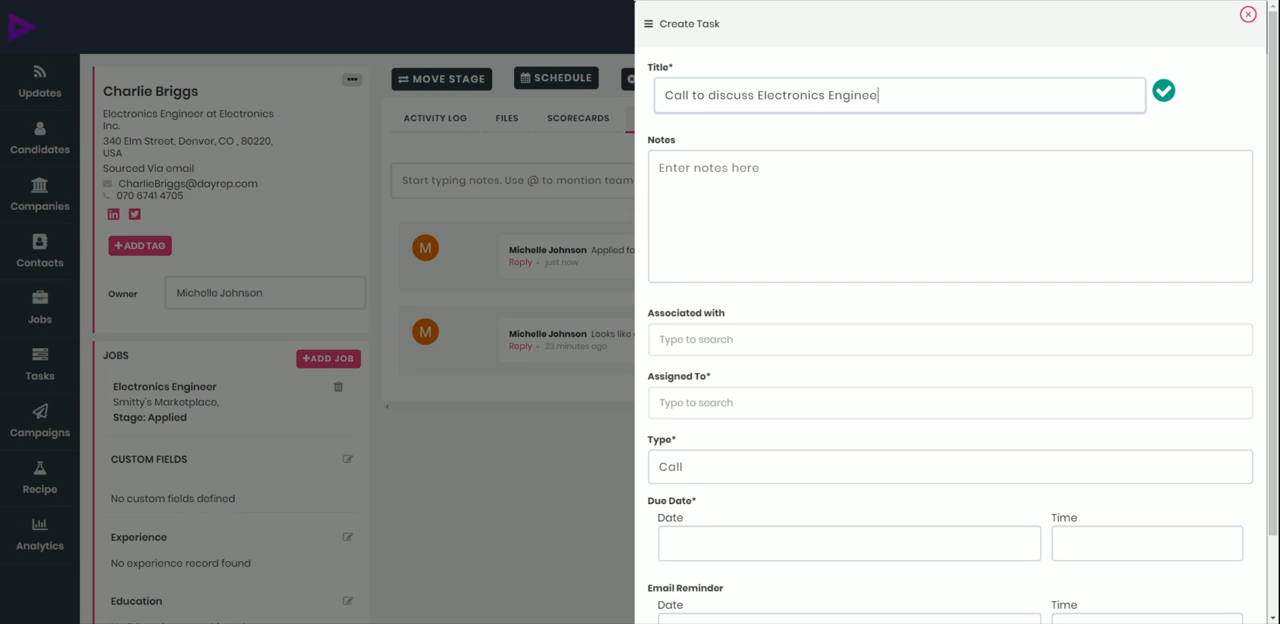 Create Task
Updates
Candidates
Companies
Contacts
Jobs
Tasks
Campaigns
Recipe
Analytics
Charlie Briggs
Electronics Engineer at Electronics
Inc.
340 Elm Street, Denver, CO , 80220,
USA
Sourced Via email
CharlieBriggs@dayrep.com
070 6741 4705
+ADD TAG
Owner
Michelle Johnson
JOBS
+ADD JOB
Electronics Engineer
Smitty's Marketplace,
Stage: Applied
CUSTOM FIELDS
No custom fields defined
Experience
No experience record found
Education
MOVE STAGE
SCHEDULE
ACTIVITY LOG
FILES
SCORECARDS
Start typing notes. Use @ to mention team
M
Michelle Johnson Applied fo
Reply - just now
M
Michelle Johnson Looks like
Reply - 23 minutes ago
Title*
Call to discuss Electronics Enginee
Notes
Enter notes here
Associated with
Type to search
Assigned To*
Type to search
Type*
Call
Due Date*
Date
Time
Email Reminder
Date
Time